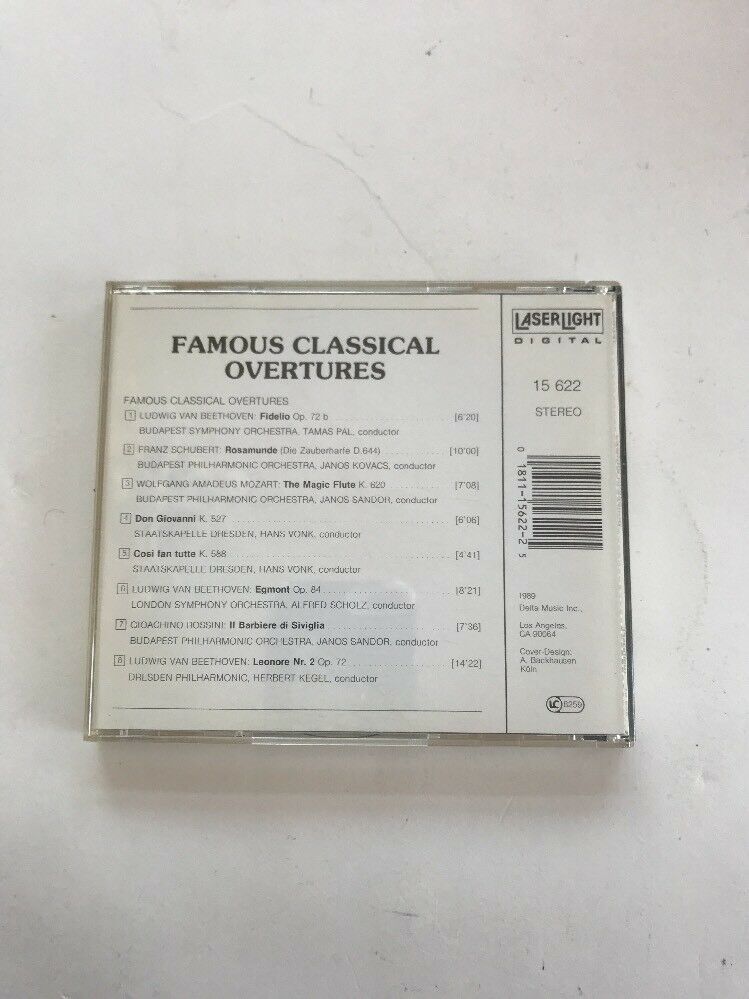 FAMOUS CLASSICAL
OVERTURES
FAMOUS CLASSICAL OVERTURES
1 LUDWIG VAN BEETHOVEN: Fidelio Op. 72 b [6'20]
BUDAPEST SYMPHONY ORCHESTRA, TAMAS PAL, conductor
2 FRANZ SCHUBERT: Rosamunde (Die Zauberharfe D.644) [10'00]
BUDAPEST PHILHARMONIC ORCHESTRA, JANOS KOVACS, conductor
3 WOLFGANG AMADEUS MOZART: The Magic Flute K. 620 [7'08]
BUDAPEST PHILHARMONIC ORCHESTRA, JANOS SANDOR, conductor
4 Don Giovanni K. 527 [6'06]
STAATSKAPELLE DRESDEN, HANS VONK, conductor
5 Cosi fan tutte K. 588 [4'41]
STAATSKAPELLE DRESDEN, HANS VONK, conductor
6 LUDWIG VAN BEETHOVEN: Egmont Op. 84 [8'21]
LONDON SYMPHONY ORCHESTRA, ALFRED SCHOLZ, conductor
7 GIOACHINO ROSSINI: Il Barbiere di Siviglia [7'36]
BUDAPEST PHILHARMONIC ORCHESTRA, JANOS SANDOR, conductor
8 LUDWIG VAN BEETHOVEN: Leonore Nr. 2 Op. 72 [14'22]
DRESDEN PHILHARMONIC, HERBERT KEGEL, conductor
LASERLIGHT
DIGITAL
15 622
STEREO
0 1811-15622-2 5
1989
Delta Music Inc.,
Los Angeles,
CA 90064
Cover-Design:
A. Backhausen
Köln
LC 8259